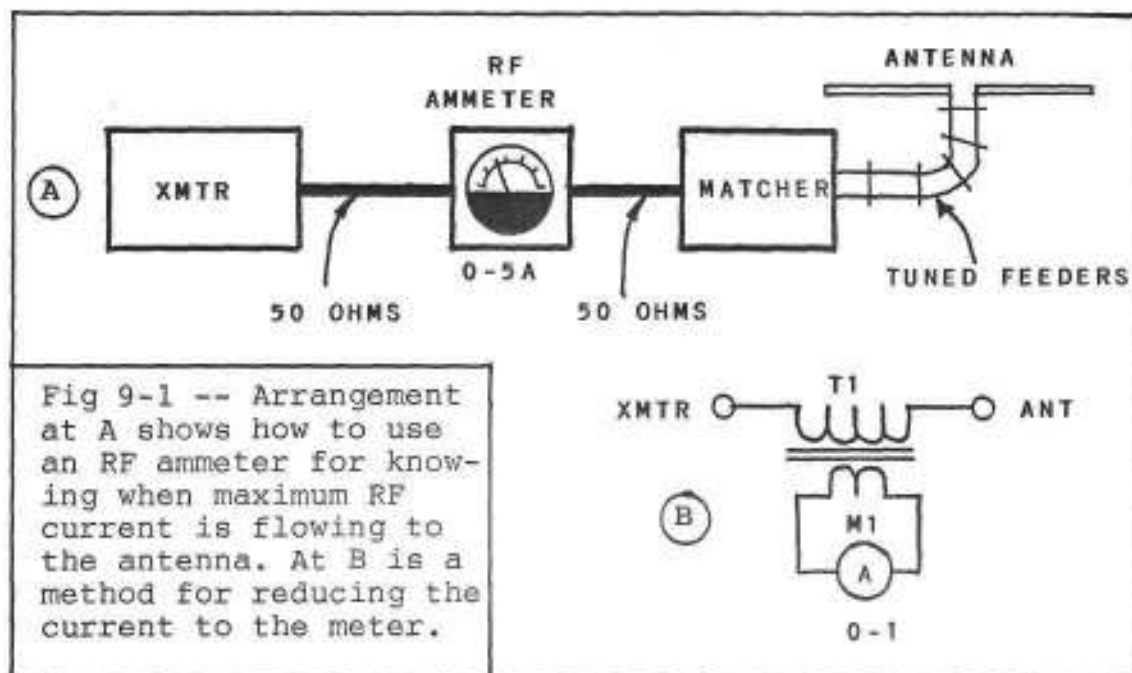 RF
AMMETER
ANTENNA
A
XMTR
MATCHER
0-5A
50 OHMS
50 OHMS
TUNED FEEDERS
Fig 9-1 -- Arrangement
at A shows how to use
an RF ammeter for know-
ing when maximum RF
current is flowing to
the antenna. At B is a
method for reducing the
current to the meter.
T1
XMTR
ANT
B
M1
A
0-1